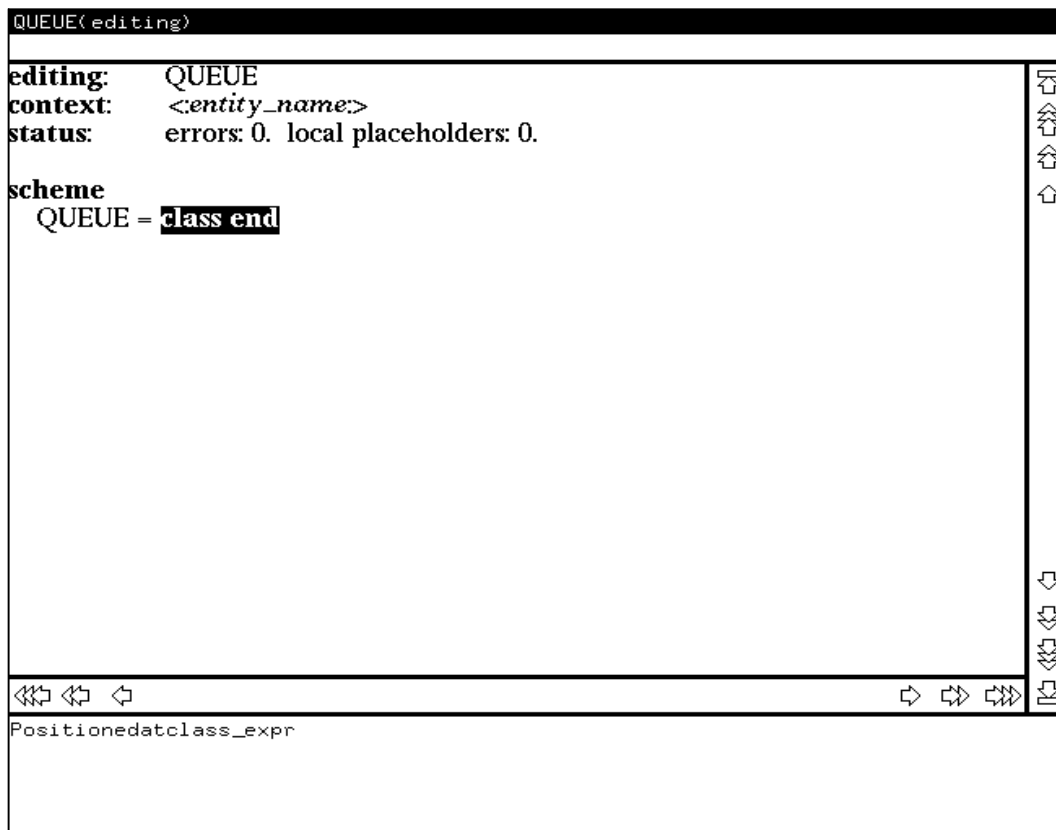 QUEUE(editing)
editing: QUEUE
context: <:entity_name:>
status: errors: 0. local placeholders: 0.
scheme
QUEUE = class end
Positionedatclass_expr